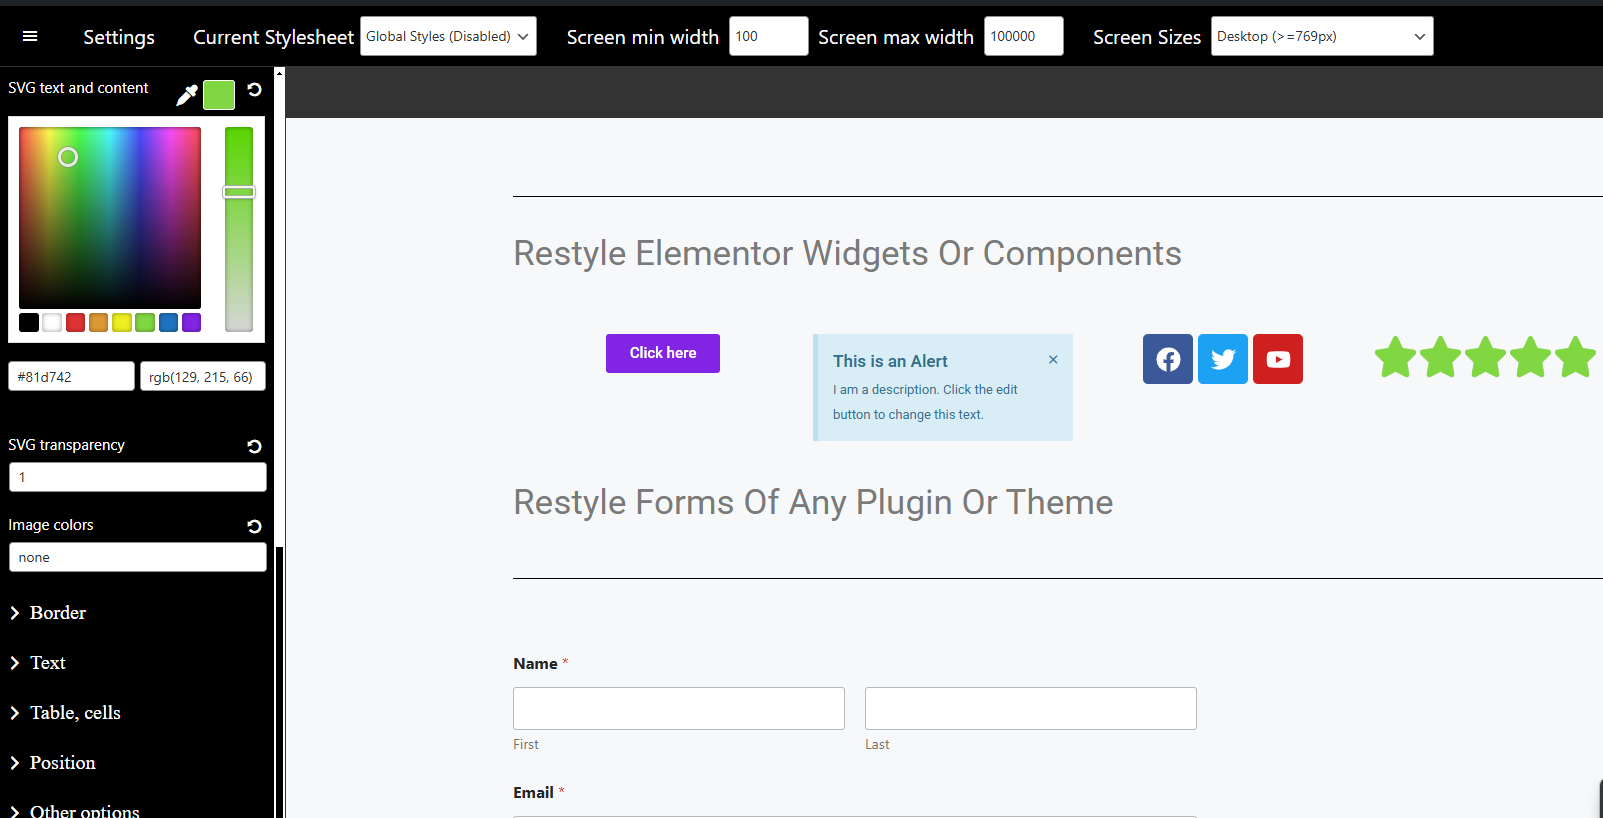 Settings
Current Stylesheet Global Styles (Disabled)
Screen min width 100
Screen max width 100000
Screen Sizes Desktop (>=769px)
SVG text and content
#81d742
rgb(129, 215, 66)
SVG transparency
1
Image colors
none
Border
Text
Table, cells
Position
Other options
Restyle Elementor Widgets Or Components
Click here
This is an Alert ×
I am a description. Click the edit
button to change this text.
Restyle Forms Of Any Plugin Or Theme
Name *
First
Last
Email *